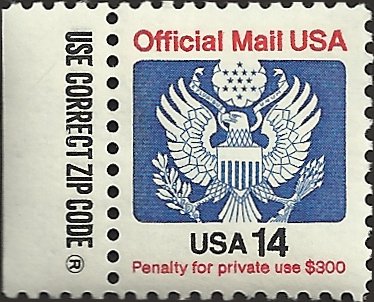 USE CORRECT ZIP CODE ®
Official Mail USA
USA 14
Penalty for private use $300